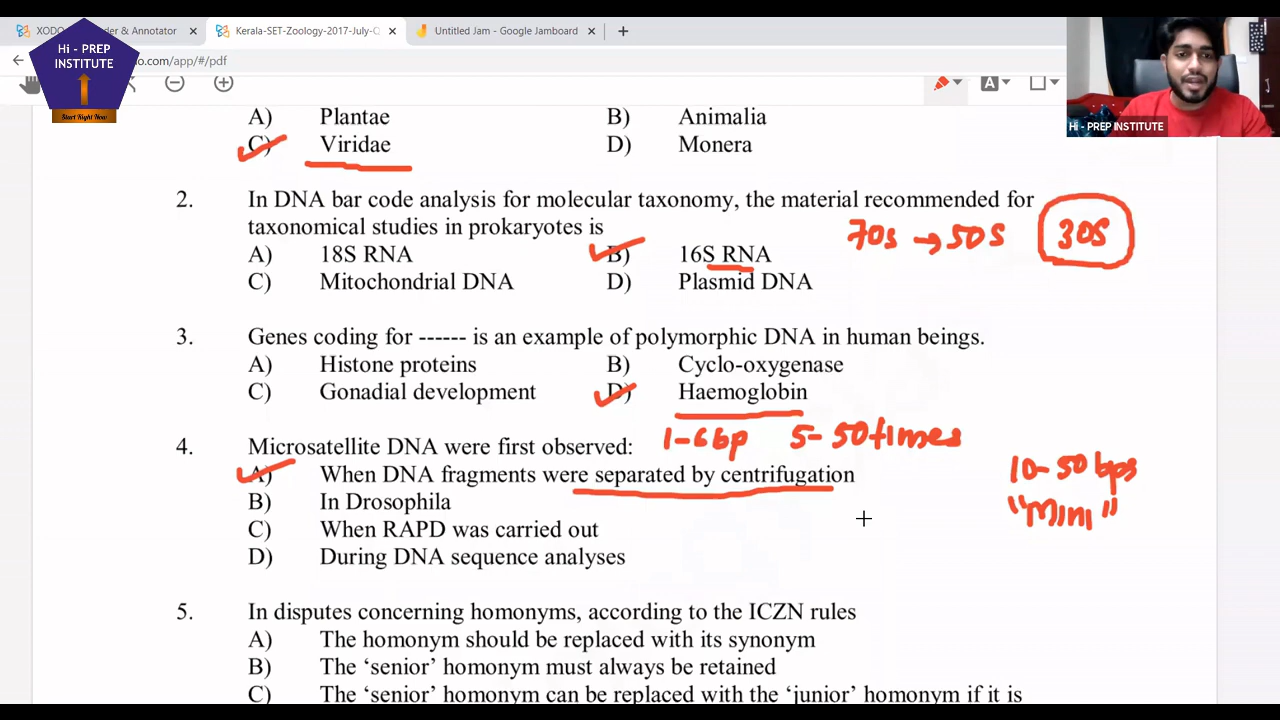 XODO
der & Annotator
Kerala-SET-Zoology-2017-July-
Untitled Jam - Google Jamboard
Hi - PREP
INSTITUTE
Start Right Now
o.com/app/#/pdf
Hi - PREP INSTITUTE
A) Plantae B) Animalia
C) Viridae D) Monera
2. In DNA bar code analysis for molecular taxonomy, the material recommended for
taxonomical studies in prokaryotes is
70s → 50S 30S
A) 18S RNA B) 16S RNA
C) Mitochondrial DNA D) Plasmid DNA
3. Genes coding for ------ is an example of polymorphic DNA in human beings.
A) Histone proteins B) Cyclo-oxygenase
C) Gonadial development D) Haemoglobin
4. Microsatellite DNA were first observed: 1-6bp 5-50times
A) When DNA fragments were separated by centrifugation
10-50bps
B) In Drosophila
"Mini"
C) When RAPD was carried out
D) During DNA sequence analyses
5. In disputes concerning homonyms, according to the ICZN rules
A) The homonym should be replaced with its synonym
B) The ‘senior’ homonym must always be retained
C) The ‘senior’ homonym can be replaced with the ‘junior’ homonym if it is